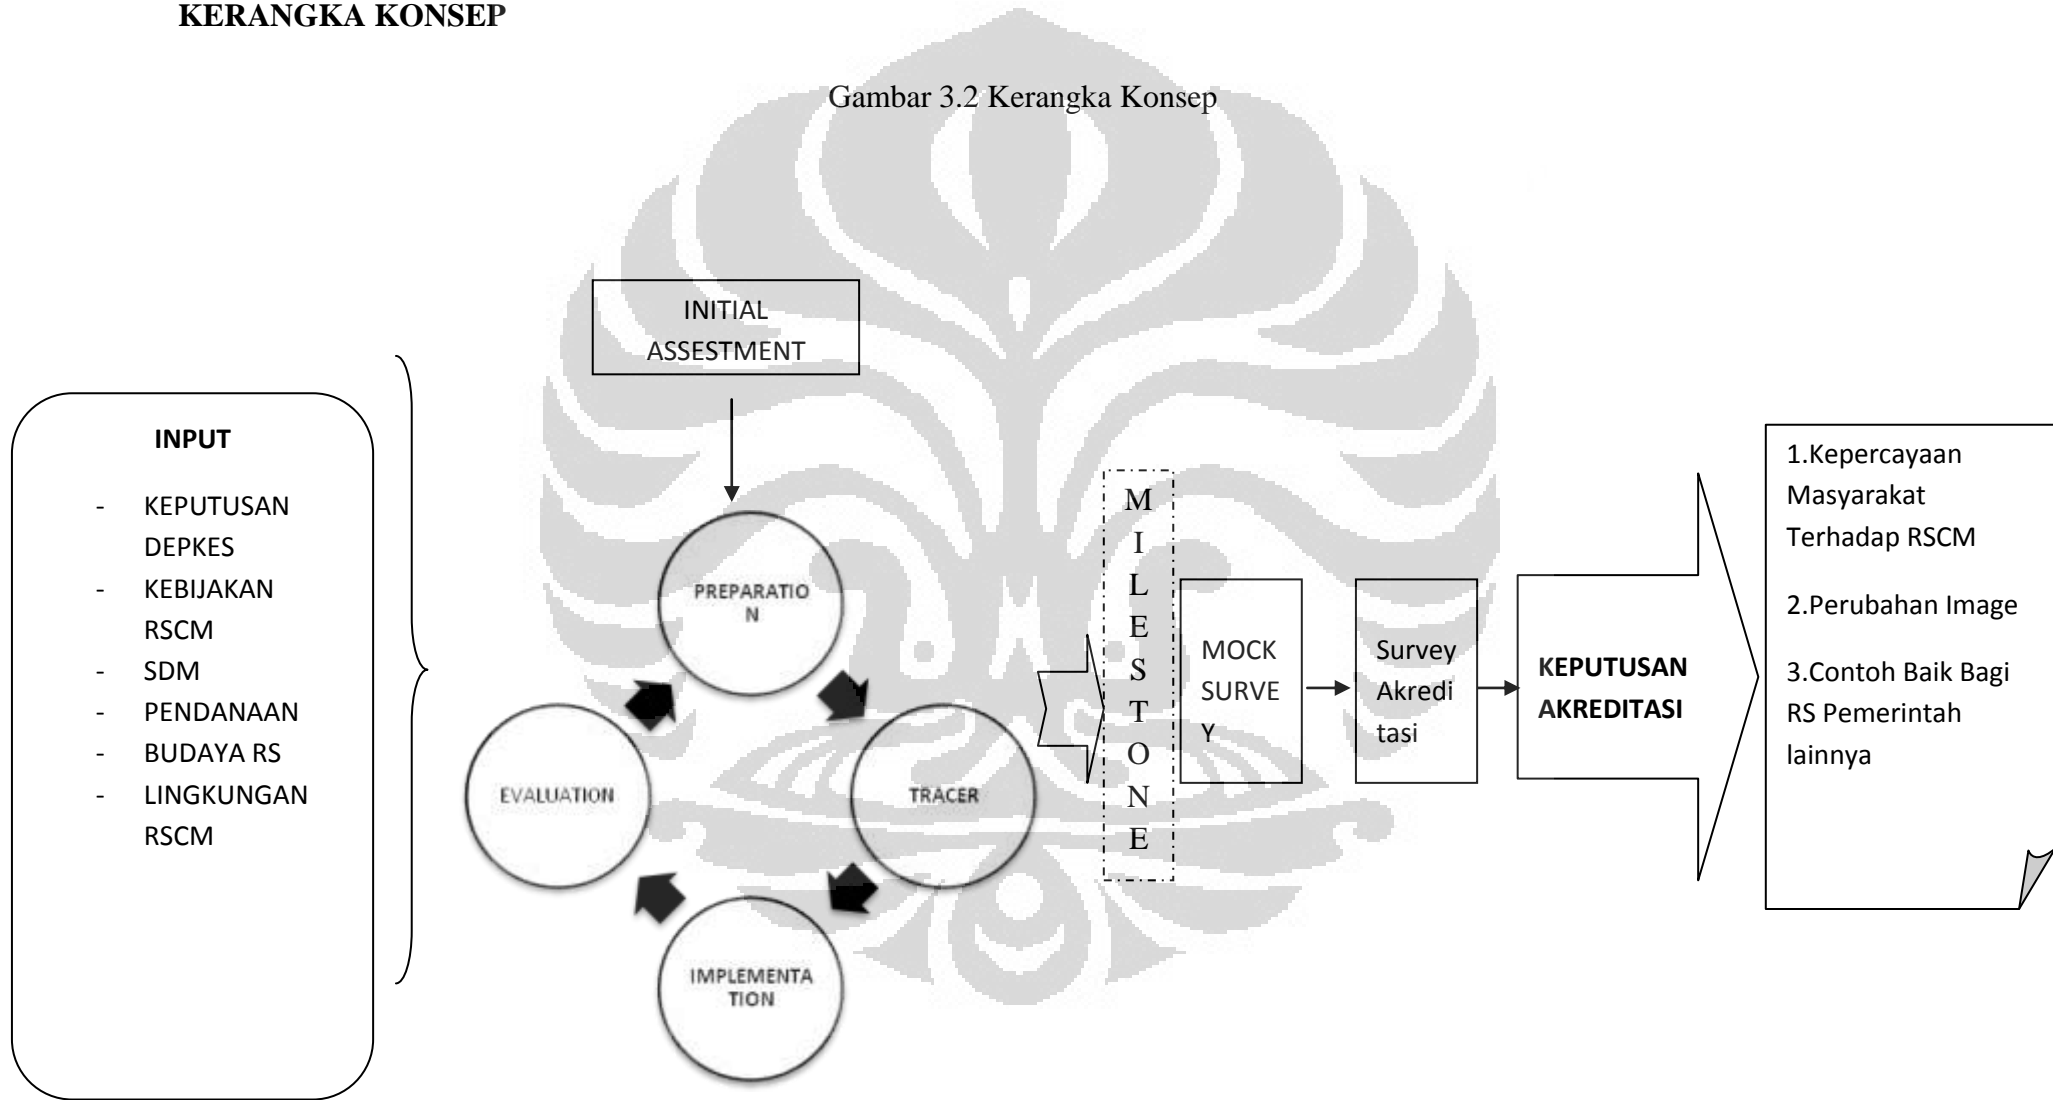 KERANGKA KONSEP
Gambar 3.2 Kerangka Konsep
INPUT
- KEPUTUSAN
DEPKES
- KEBIJAKAN
RSCM
- SDM
- PENDANAAN
- BUDAYA RS
- LINGKUNGAN
RSCM
INITIAL
ASSESTMENT
PREPARATIO
N
TRACER
IMPLEMENTA
TION
EVALUATION
M
I
L
E
S
T
O
N
E
MOCK
SURVE
Y
Survey
Akredi
tasi
KEPUTUSAN
AKREDITASI
1.Kepercayaan
Masyarakat
Terhadap RSCM
2.Perubahan Image
3.Contoh Baik Bagi
RS Pemerintah
lainnya